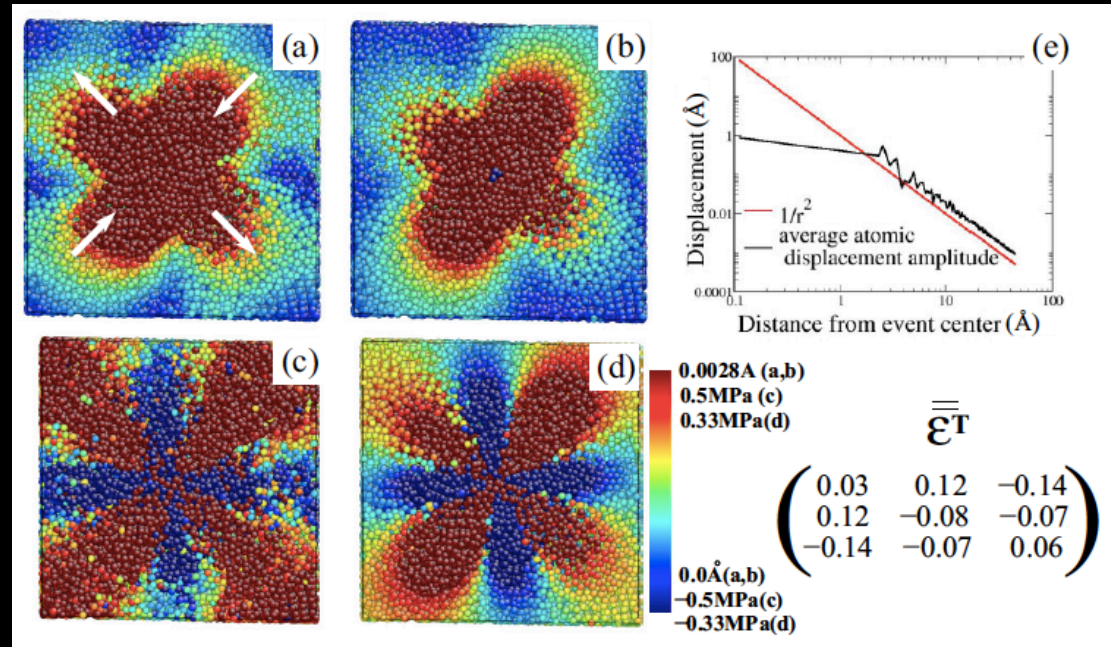 (a)
(b)
(e)
100
1
0.01
0.0001
Displacement (Å)
1/r²
average atomic
displacement amplitude
0.1 1 10 100
Distance from event center (Å)
(c)
(d)
0.0028A (a,b)
0.5MPa (c)
0.33MPa(d)
0.0Å(a,b)
−0.5MPa(c)
−0.33MPa(d)
ε̿ᵀ
0.03 0.12 −0.14
0.12 −0.08 −0.07
−0.14 −0.07 0.06